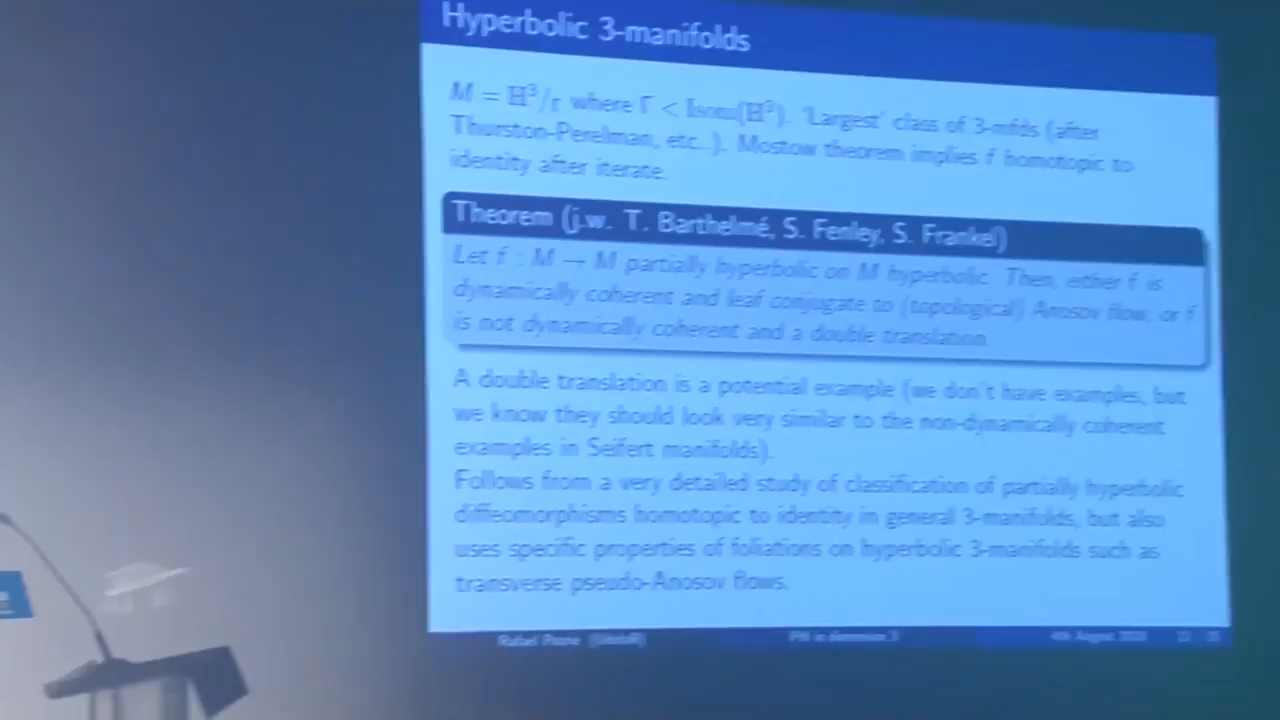 Hyperbolic 3-manifolds
M = H³/Γ where Γ < Isom(H³). 'Largest' class of 3-mfds (after
Thurston-Perelman, etc..). Mostow theorem implies f homotopic to
identity after iterate.
Theorem (j.w. T. Barthelmé, S. Fenley, S. Frankel)
Let f : M → M partially hyperbolic on M hyperbolic. Then, either f is
dynamically coherent and leaf conjugate to (topological) Anosov flow, or f
is not dynamically coherent and a double translation.
A double translation is a potential example (we don't have examples, but
we know they should look very similar to the non-dynamically coherent
examples in Seifert manifolds).
Follows from a very detailed study of classification of partially hyperbolic
diffeomorphisms homotopic to identity in general 3-manifolds, but also
uses specific properties of foliations on hyperbolic 3-manifolds such as
transverse pseudo-Anosov flows.
Rafael
in dimension 3
4th August